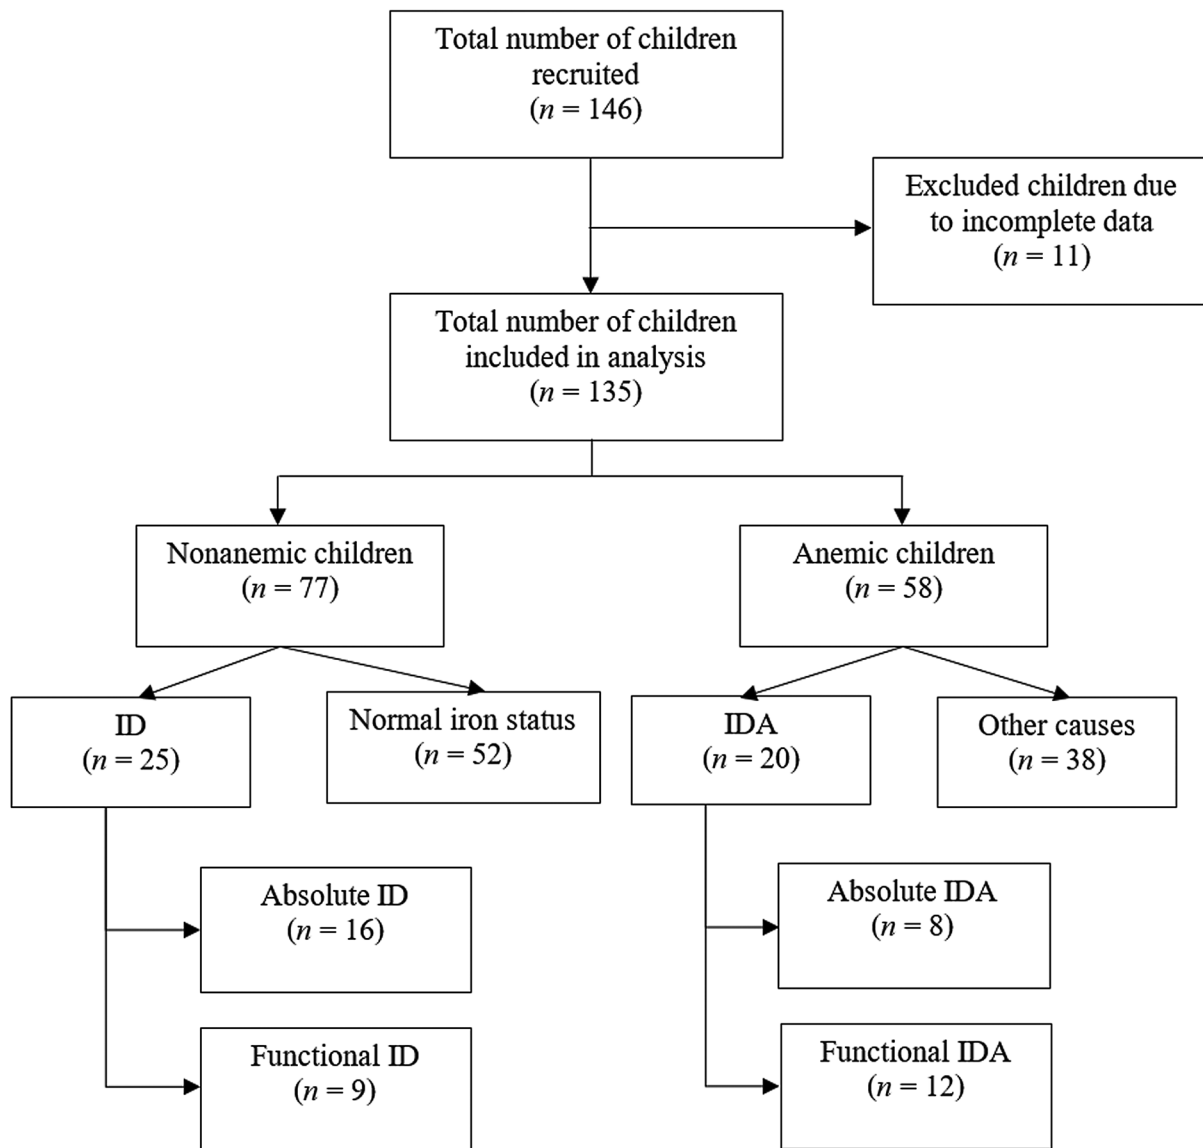 Total number of children
recruited
(n = 146)
Excluded children due
to incomplete data
(n = 11)
Total number of children
included in analysis
(n = 135)
Nonanemic children
(n = 77)
Anemic children
(n = 58)
ID
(n = 25)
Normal iron status
(n = 52)
IDA
(n = 20)
Other causes
(n = 38)
Absolute ID
(n = 16)
Absolute IDA
(n = 8)
Functional ID
(n = 9)
Functional IDA
(n = 12)